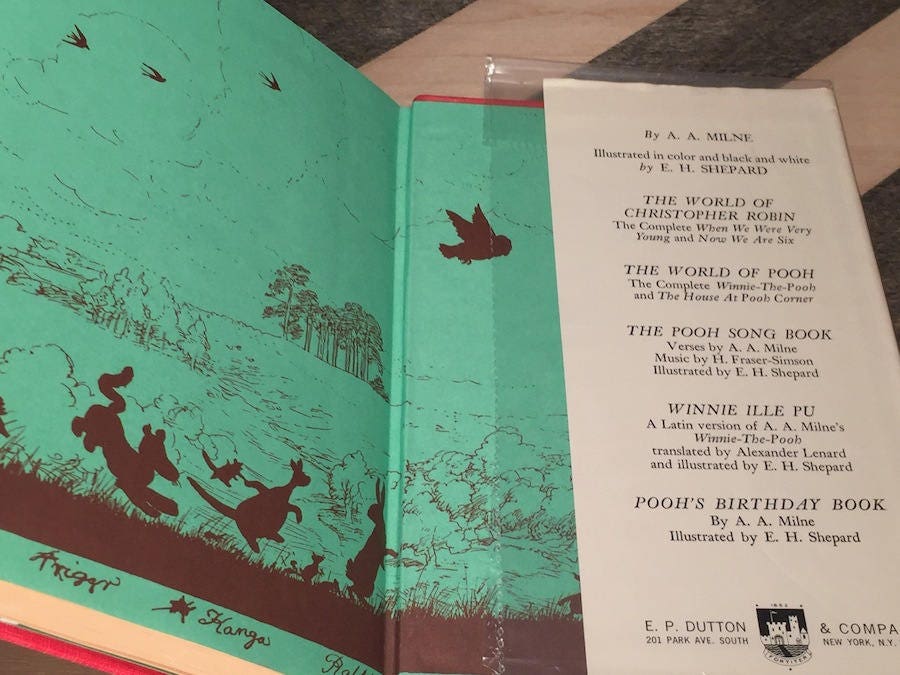 Trigger
Kanga
By A. A. MILNE
Illustrated in color and black and white
by E. H. SHEPARD
THE WORLD OF
CHRISTOPHER ROBIN
The Complete When We Were Very
Young and Now We Are Six
THE WORLD OF POOH
The Complete Winnie-The-Pooh
and The House At Pooh Corner
THE POOH SONG BOOK
Verses by A. A. Milne
Music by H. Fraser-Simson
Illustrated by E. H. Shepard
WINNIE ILLE PU
A Latin version of A. A. Milne's
Winnie-The-Pooh
translated by Alexander Lenard
and illustrated by E. H. Shepard
POOH'S BIRTHDAY BOOK
By A. A. Milne
Illustrated by E. H. Shepard
1852
FORTITER
E. P. DUTTON & COMPA
201 PARK AVE. SOUTH NEW YORK, N.Y.